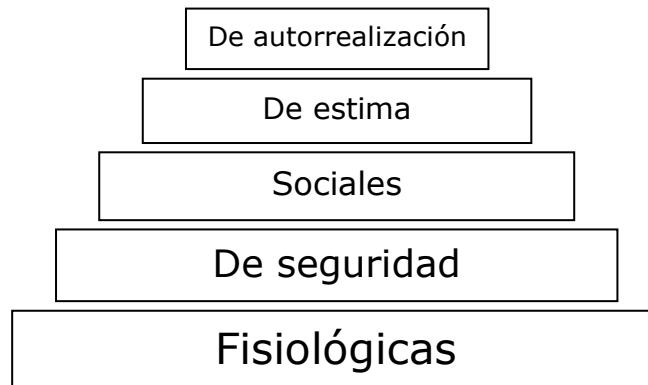 De autorrealización
De estima
Sociales
De seguridad
Fisiológicas